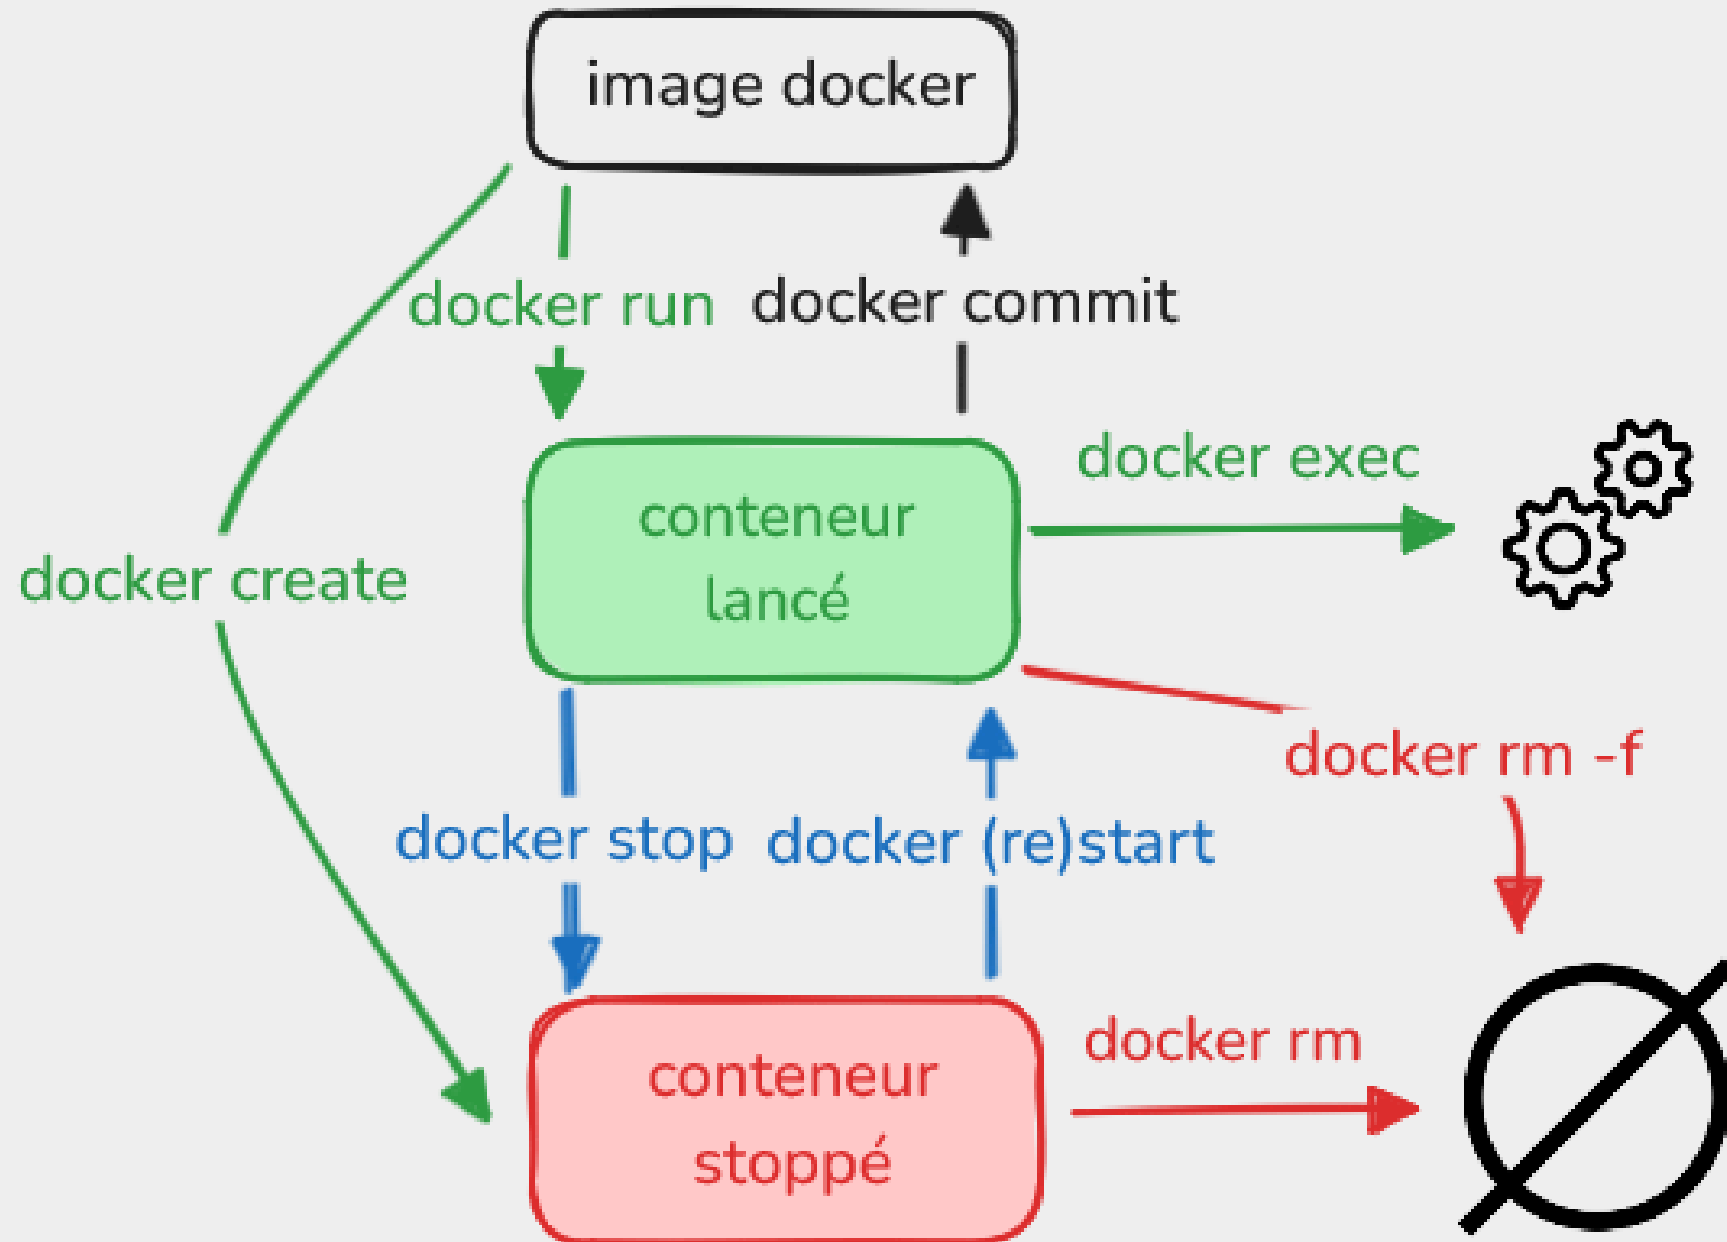 image docker
docker run
docker commit
docker exec
conteneur
lancé
docker create
docker rm -f
docker stop
docker (re)start
docker rm
conteneur
stoppé